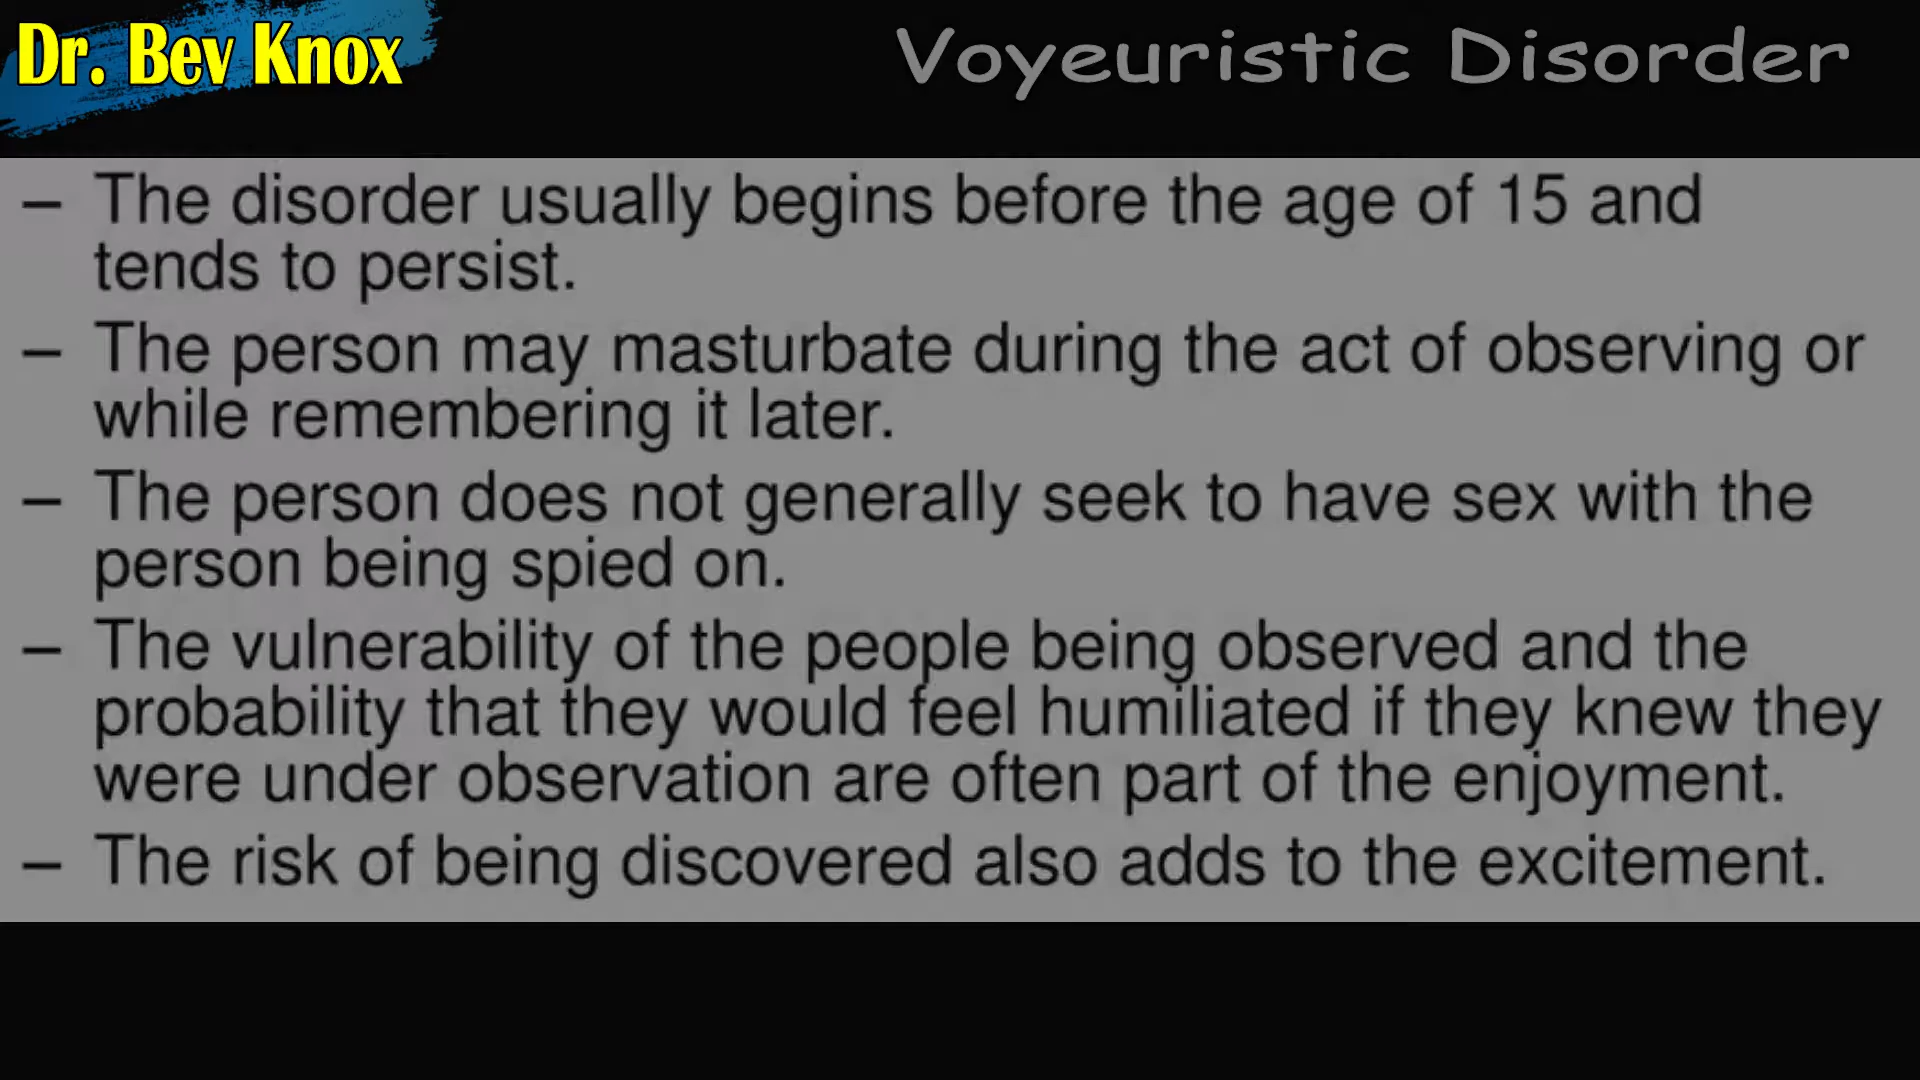 Dr. Bev Knox
Voyeuristic Disorder
– The disorder usually begins before the age of 15 and
tends to persist.
– The person may masturbate during the act of observing or
while remembering it later.
– The person does not generally seek to have sex with the
person being spied on.
– The vulnerability of the people being observed and the
probability that they would feel humiliated if they knew they
were under observation are often part of the enjoyment.
– The risk of being discovered also adds to the excitement.